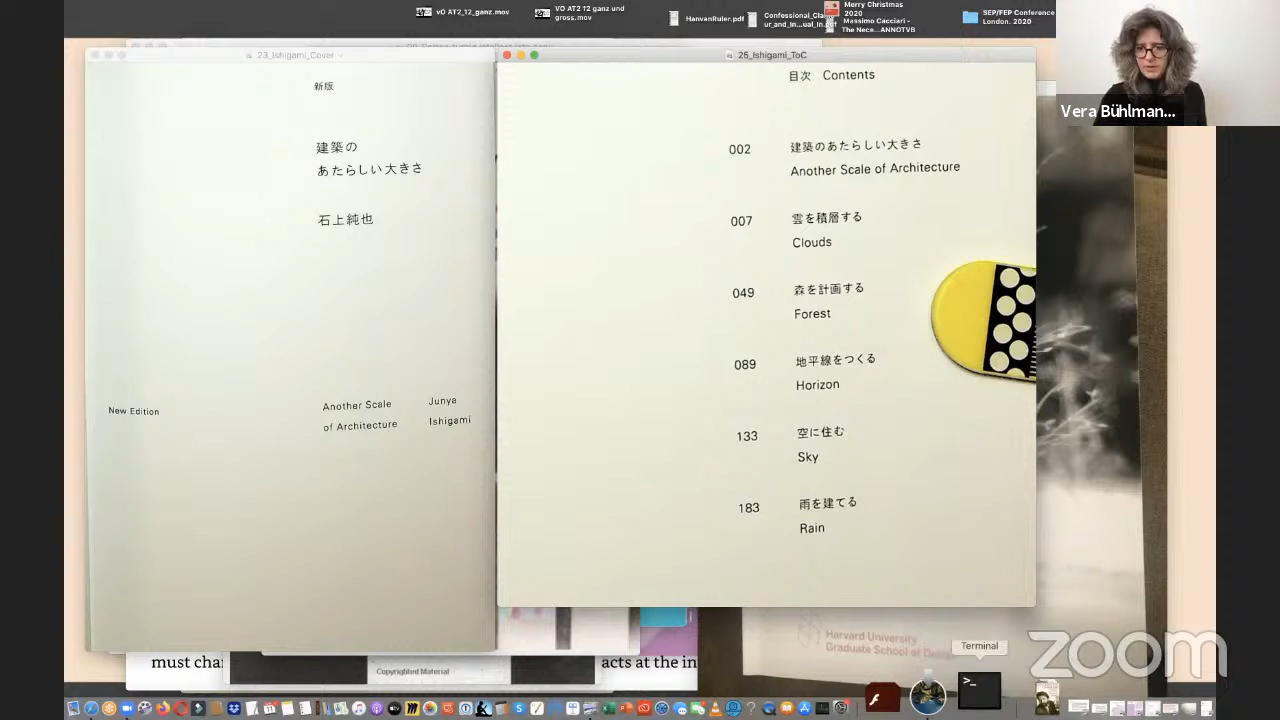 vO AT2_12_ganz.mov
vO AT2 12 ganz und
gross.mov
HanvanRuler.pdf
Confessional_Clam
ur_and_In...ual_In.pdf
Merry Christmas
2020
Massimo Cacciari -
The Nece...ANNOTVB
SEP/FEP Conference
London. 2020
Vera Bühlman...
23_Ishigami_Cover
新版
建築の
あたらしい大きさ
石上純也
New Edition
Another Scale
of Architecture
Junya
Ishigami
25_Ishigami_ToC
目次 Contents
002 建築のあたらしい大きさ
Another Scale of Architecture
007 雲を積層する
Clouds
049 森を計画する
Forest
089 地平線をつくる
Horizon
133 空に住む
Sky
183 雨を建てる
Rain
must cha
acts at the in
Copyrighted Material
Harvard University
Graduate School of
Terminal
zoom